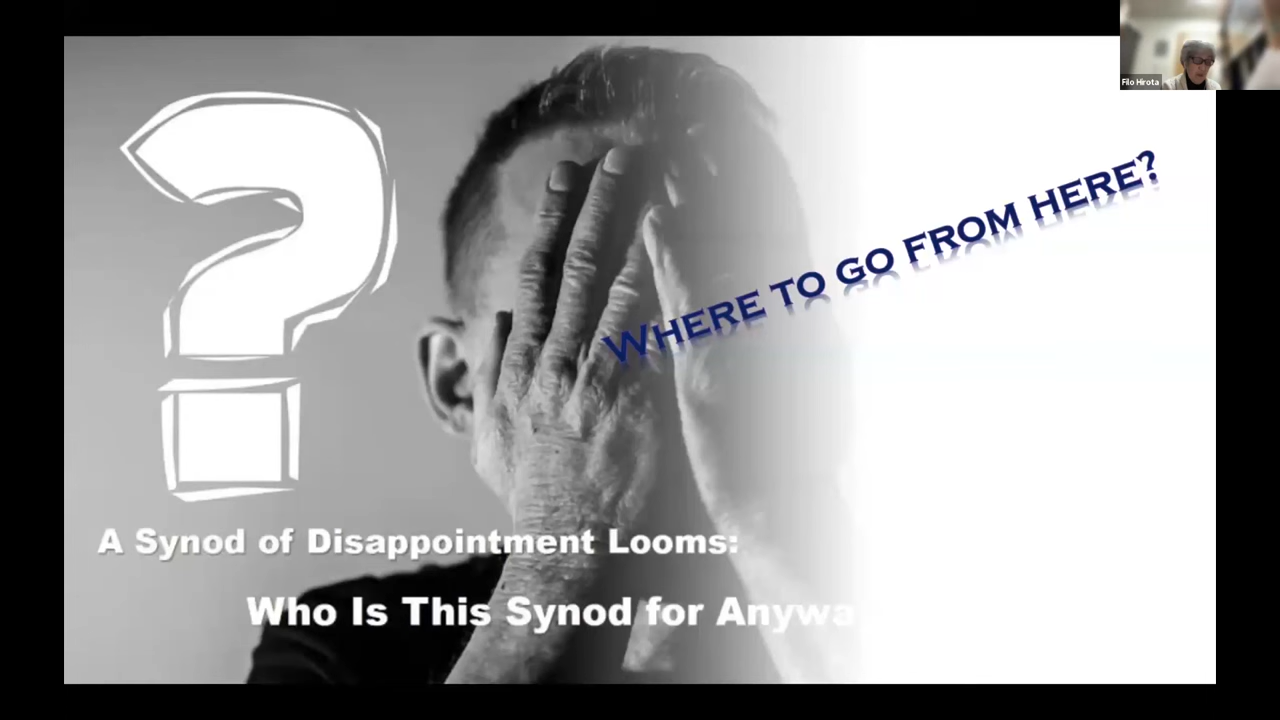 Filo Hirota
WHERE TO GO FROM HERE?
?
A Synod of Disappointment Looms:
Who Is This Synod for Anywa